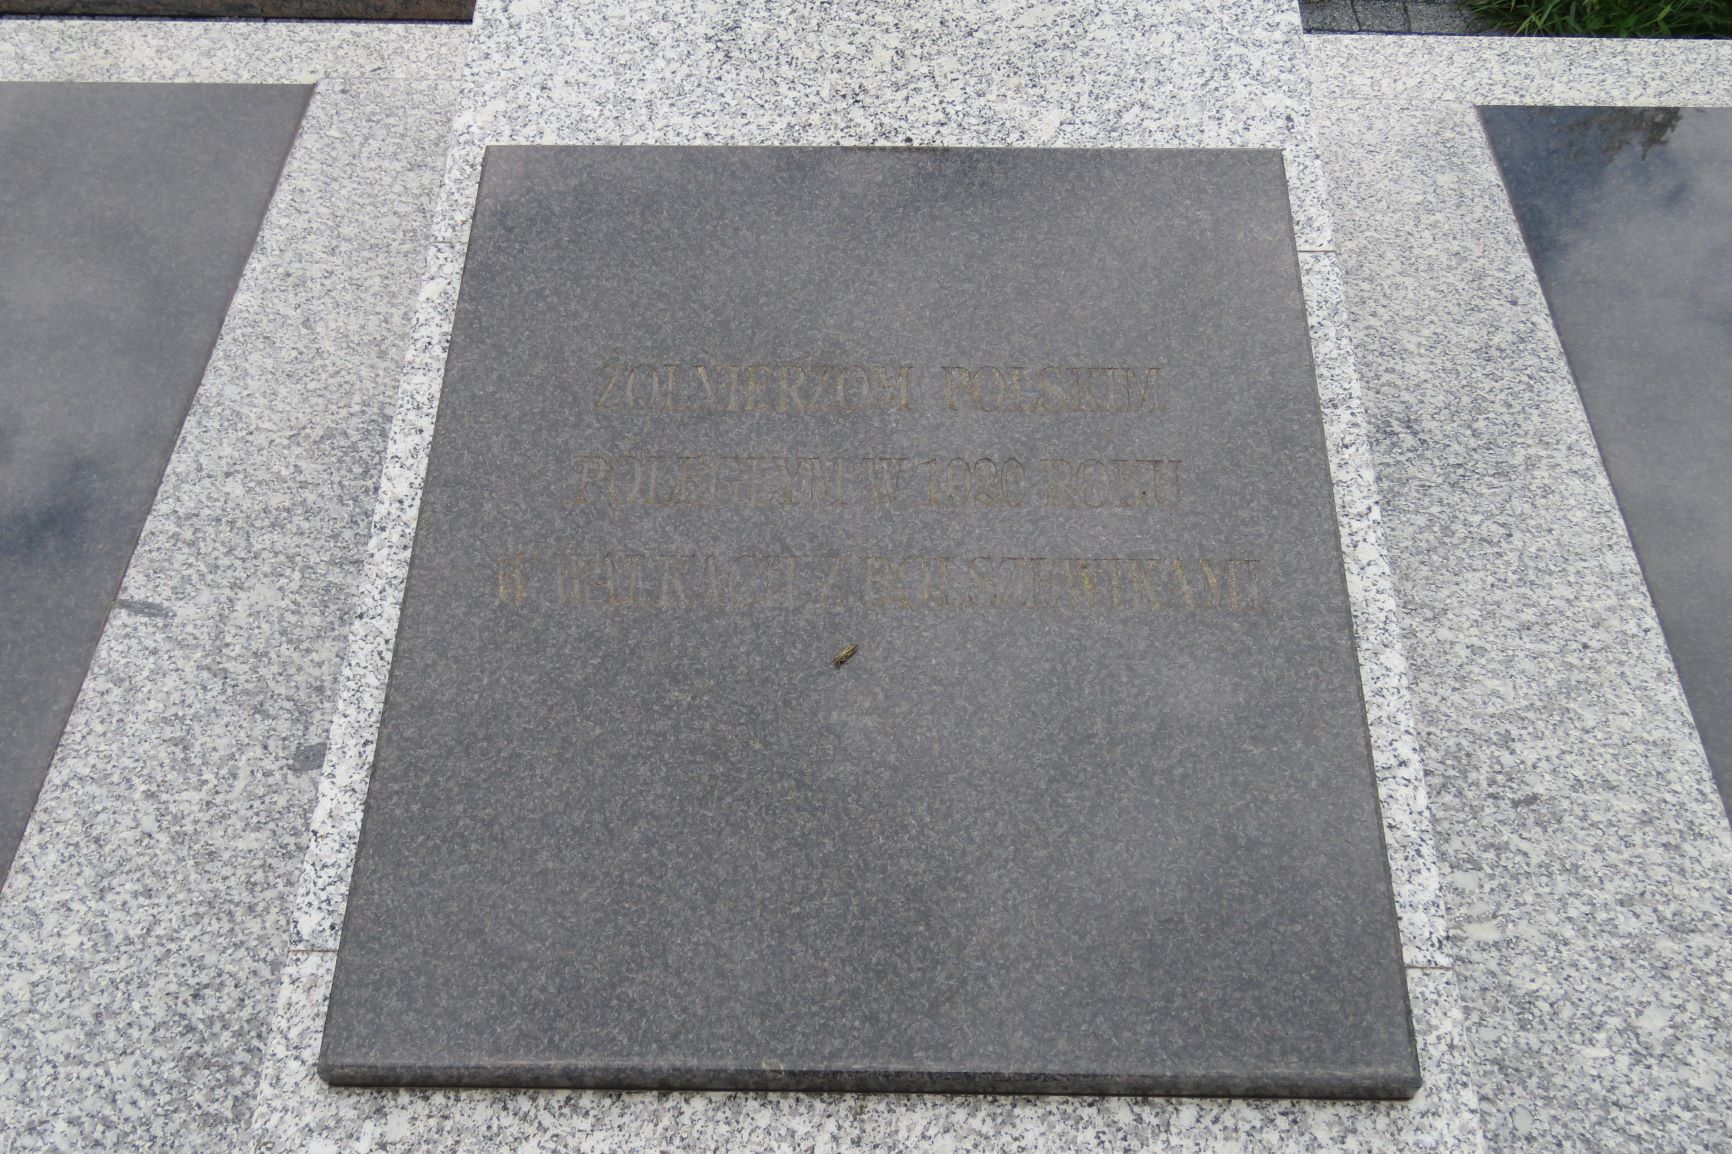 ŻOŁNIERZOM POLSKIM
POLEGŁYM W 1920 ROKU
W WALKACH Z BOLSZEWIKAMI